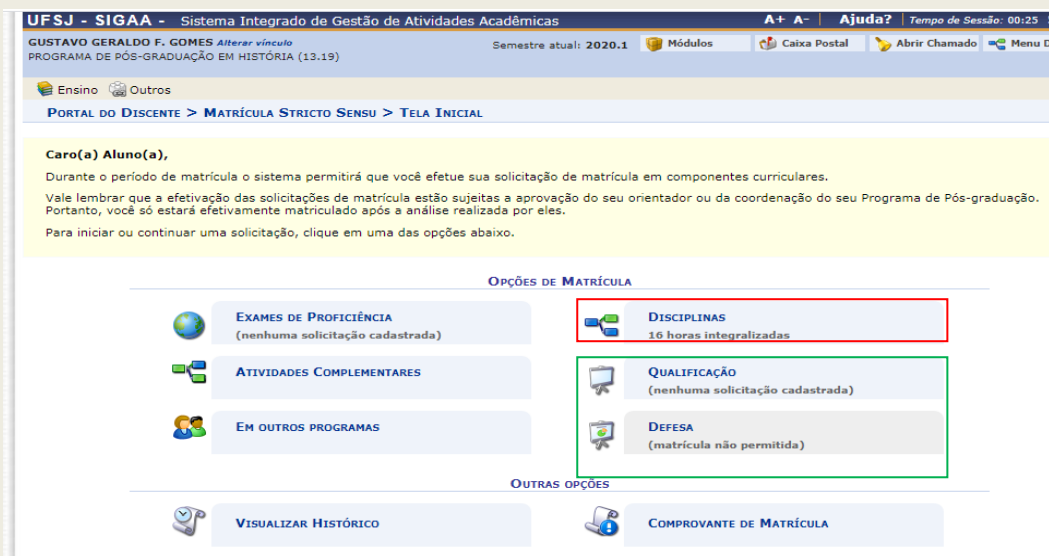 UFSJ - SIGAA - Sistema Integrado de Gestão de Atividades Acadêmicas A+ A- | Ajuda? | Tempo de Sessão: 00:25
GUSTAVO GERALDO F. GOMES Alterar vínculo Semestre atual: 2020.1 Módulos Caixa Postal Abrir Chamado Menu D
PROGRAMA DE PÓS-GRADUAÇÃO EM HISTÓRIA (13.19)
Ensino Outros
PORTAL DO DISCENTE > MATRÍCULA STRICTO SENSU > TELA INICIAL
Caro(a) Aluno(a),
Durante o período de matrícula o sistema permitirá que você efetue sua solicitação de matrícula em componentes curriculares.
Vale lembrar que a efetivação das solicitações de matrícula estão sujeitas a aprovação do seu orientador ou da coordenação do seu Programa de Pós-graduação.
Portanto, você só estará efetivamente matriculado após a análise realizada por eles.
Para iniciar ou continuar uma solicitação, clique em uma das opções abaixo.
OPÇÕES DE MATRÍCULA
EXAMES DE PROFICIÊNCIA
(nenhuma solicitação cadastrada)
DISCIPLINAS
16 horas integralizadas
ATIVIDADES COMPLEMENTARES
QUALIFICAÇÃO
(nenhuma solicitação cadastrada)
EM OUTROS PROGRAMAS
DEFESA
(matrícula não permitida)
OUTRAS OPÇÕES
VISUALIZAR HISTÓRICO
COMPROVANTE DE MATRÍCULA